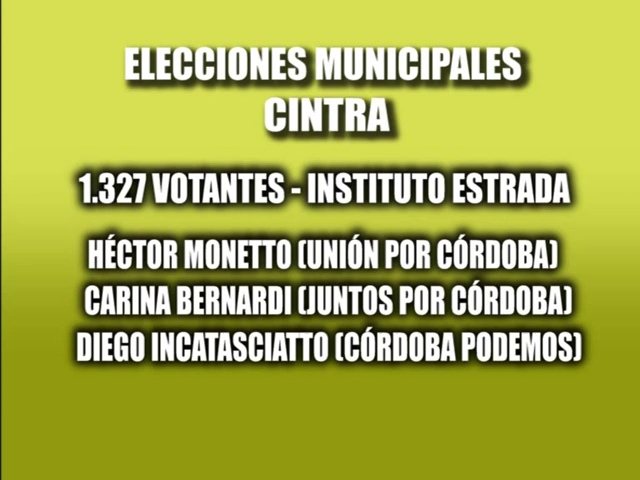 ELECCIONES MUNICIPALES
CINTRA
1.327 VOTANTES - INSTITUTO ESTRADA
HÉCTOR MONETTO (UNIÓN POR CÓRDOBA)
CARINA BERNARDI (JUNTOS POR CÓRDOBA)
DIEGO INCATASCIATTO (CÓRDOBA PODEMOS)